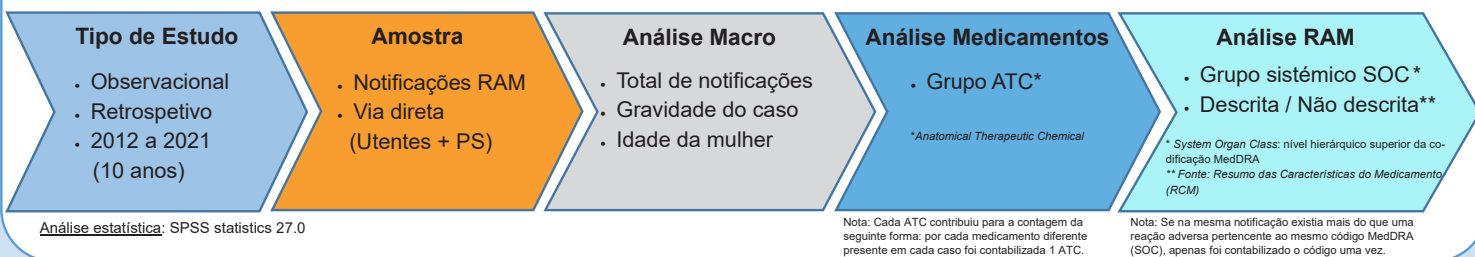 Tipo de Estudo
• Observacional
• Retrospetivo
• 2012 a 2021
(10 anos)
Amostra
• Notificações RAM
• Via direta
(Utentes + PS)
Análise Macro
• Total de notificações
• Gravidade do caso
• Idade da mulher
Análise Medicamentos
• Grupo ATC*
*Anatomical Therapeutic Chemical
Análise RAM
• Grupo sistémico SOC*
• Descrita / Não descrita**
* System Organ Class: nível hierárquico superior da co-
dificação MedDRA
** Fonte: Resumo das Características do Medicamento
(RCM)
Análise estatística: SPSS statistics 27.0
Nota: Cada ATC contribuiu para a contagem da
seguinte forma: por cada medicamento diferente
presente em cada caso foi contabilizada 1 ATC.
Nota: Se na mesma notificação existia mais do que uma
reação adversa pertencente ao mesmo código MedDRA
(SOC), apenas foi contabilizado o código uma vez.